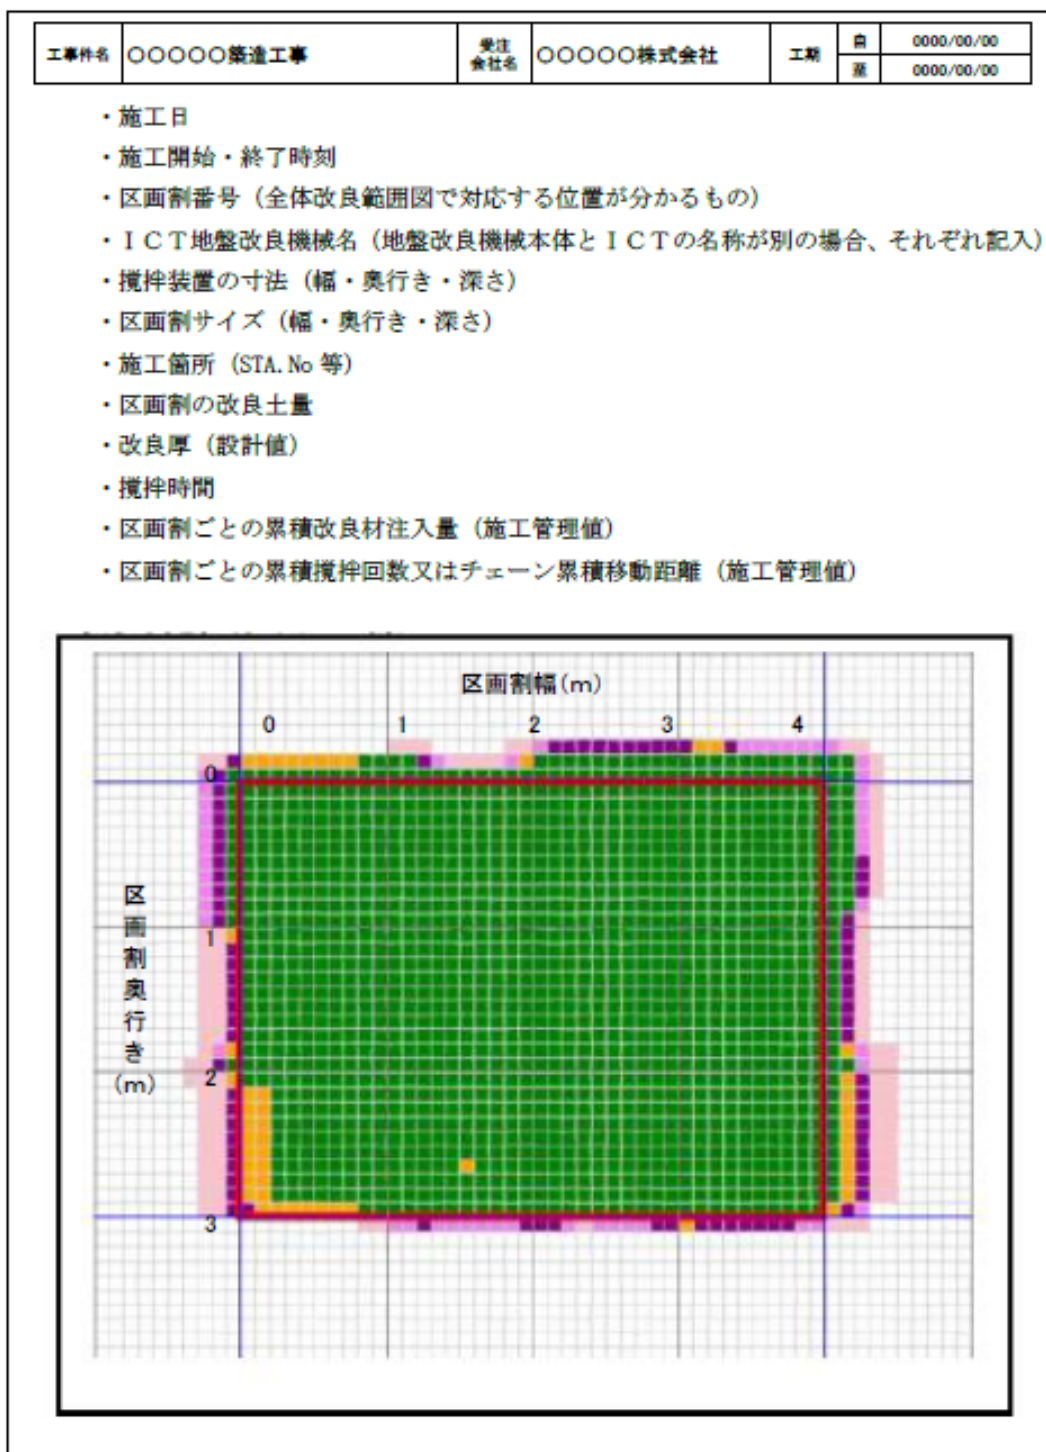 工事件名 〇〇〇〇〇築造工事 受注会社名 〇〇〇〇〇株式会社 工期 自 0000/00/00
至 0000/00/00
・施工日
・施工開始・終了時刻
・区画割番号（全体改良範囲図で対応する位置が分かるもの）
・ＩＣＴ地盤改良機械名（地盤改良機械本体とＩＣＴの名称が別の場合、それぞれ記入）
・撹拌装置の寸法（幅・奥行き・深さ）
・区画割サイズ（幅・奥行き・深さ）
・施工箇所（STA.No 等）
・区画割の改良土量
・改良厚（設計値）
・撹拌時間
・区画割ごとの累積改良材注入量（施工管理値）
・区画割ごとの累積撹拌回数又はチェーン累積移動距離（施工管理値）
区画割幅(m)
0 1 2 3 4
0
区画割奥行き(m)
1
2
3